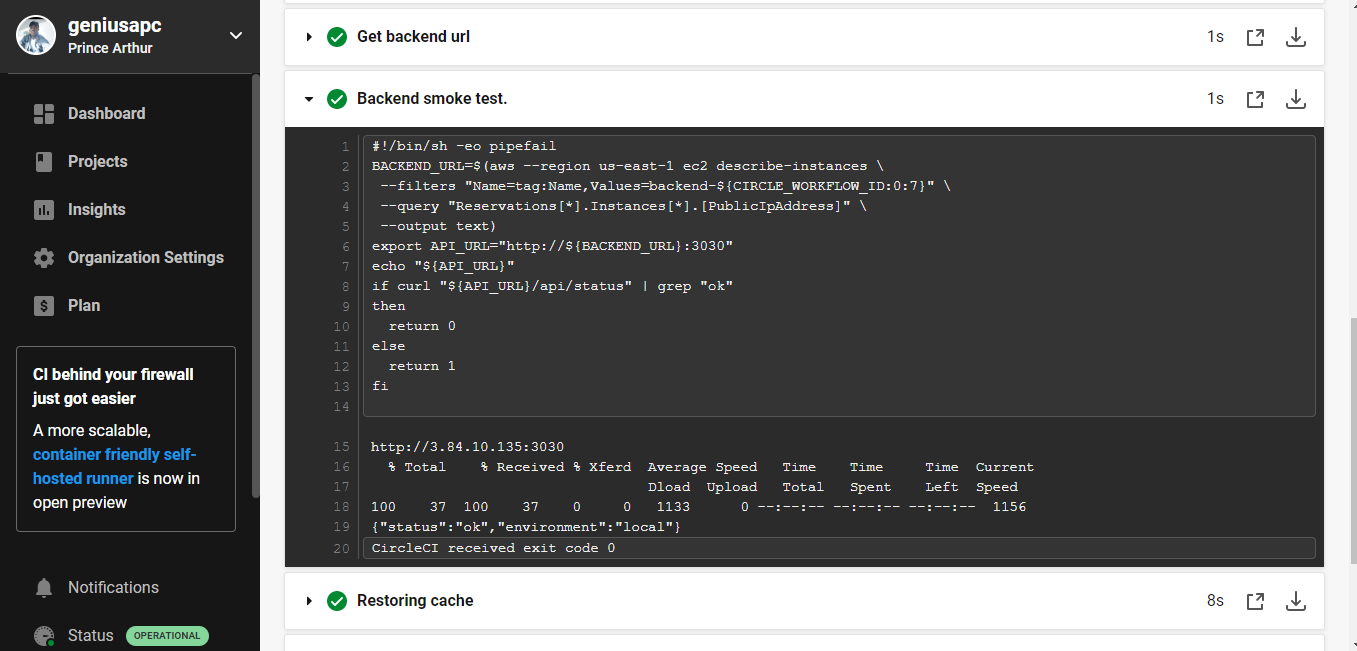 geniusapc
Prince Arthur
Dashboard
Projects
Insights
Organization Settings
Plan
CI behind your firewall
just got easier
A more scalable,
container friendly self-
hosted runner is now in
open preview
Notifications
Status OPERATIONAL
Get backend url 1s
Backend smoke test. 1s
1 #!/bin/sh -eo pipefail
2 BACKEND_URL=$(aws --region us-east-1 ec2 describe-instances \
3 --filters "Name=tag:Name,Values=backend-${CIRCLE_WORKFLOW_ID:0:7}" \
4 --query "Reservations[*].Instances[*].[PublicIpAddress]" \
5 --output text)
6 export API_URL="http://${BACKEND_URL}:3030"
7 echo "${API_URL}"
8 if curl "${API_URL}/api/status" | grep "ok"
9 then
10 return 0
11 else
12 return 1
13 fi
14
15 http://3.84.10.135:3030
16 % Total % Received % Xferd Average Speed Time Time Time Current
17 Dload Upload Total Spent Left Speed
18 100 37 100 37 0 0 1133 0 --:--:-- --:--:-- --:--:-- 1156
19 {"status":"ok","environment":"local"}
20 CircleCI received exit code 0
Restoring cache 8s